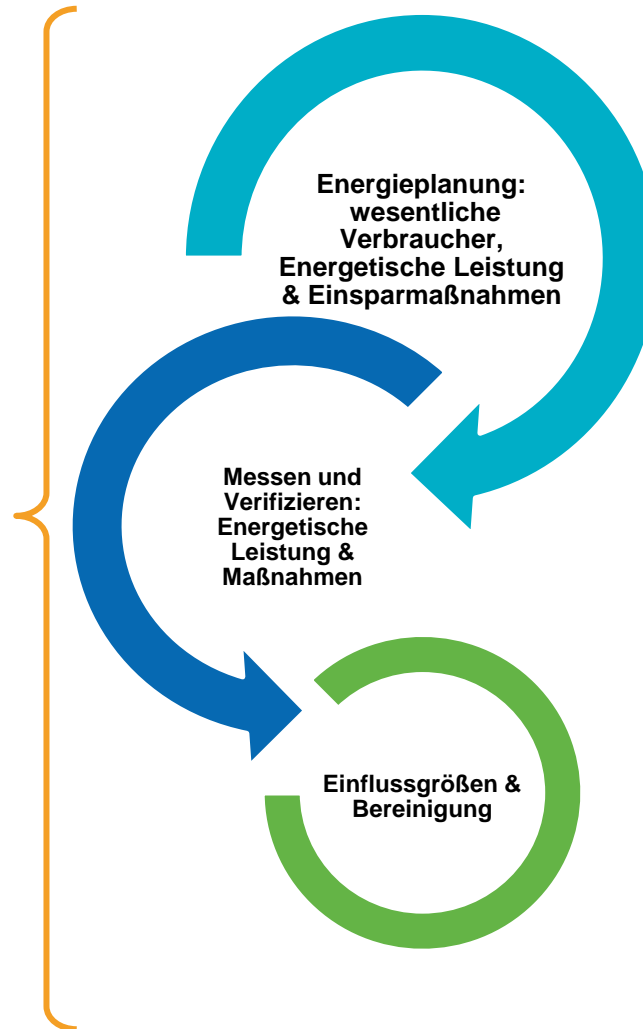 Energieplanung:
wesentliche
Verbraucher,
Energetische Leistung
& Einsparmaßnahmen
Messen und
Verifizieren:
Energetische
Leistung &
Maßnahmen
Einflussgrößen &
Bereinigung